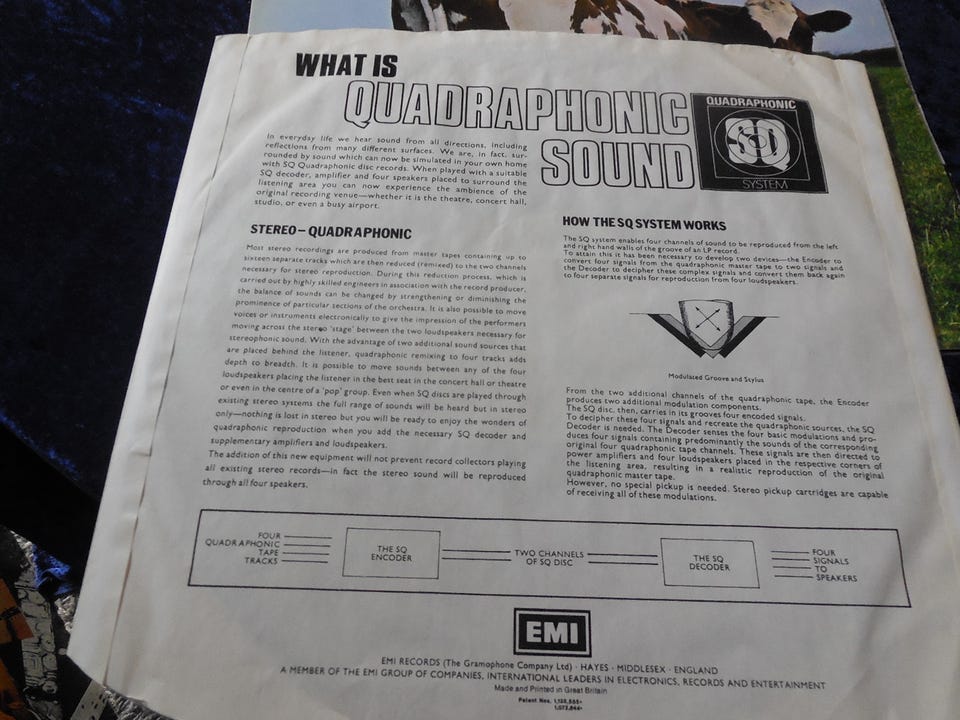 WHAT IS
QUADRAPHONIC
SOUND
QUADRAPHONIC
SQ
SYSTEM
In everyday life we hear sound from all directions, including
reflections from many different surfaces. We are, in fact, sur-
rounded by sound which can now be simulated in your own home
with SQ Quadraphonic disc records. When played with a suitable
SQ decoder, amplifier and four speakers placed to surround the
listening area you can now experience the ambience of the
original recording venue—whether it is the theatre, concert hall,
studio, or even a busy airport.
STEREO – QUADRAPHONIC
Most stereo recordings are produced from master tapes containing up to
sixteen separate tracks which are then reduced (remixed) to the two channels
necessary for stereo reproduction. During this reduction process, which is
carried out by highly skilled engineers in association with the record producer,
the balance of sounds can be changed by strengthening or diminishing the
prominence of particular sections of the orchestra. It is also possible to move
voices or instruments electronically to give the impression of the performers
moving across the stereo 'stage' between the two loudspeakers necessary for
stereophonic sound. With the advantage of two additional sound sources that
are placed behind the listener, quadraphonic remixing to four tracks adds
depth to breadth. It is possible to move sounds between any of the four
loudspeakers placing the listener in the best seat in the concert hall or theatre
or even in the centre of a 'pop' group. Even when SQ discs are played through
existing stereo systems the full range of sounds will be heard but in stereo
only—nothing is lost in stereo but you will be ready to enjoy the wonders of
quadraphonic reproduction when you add the necessary SQ decoder and
supplementary amplifiers and loudspeakers.
The addition of this new equipment will not prevent record collectors playing
all existing stereo records—in fact the stereo sound will be reproduced
through all four speakers.
HOW THE SQ SYSTEM WORKS
The SQ system enables four channels of sound to be reproduced from the left
and right hand walls of the groove of an LP record.
To attain this it has been necessary to develop two devices—the Encoder to
convert four signals from the quadraphonic master tape to two signals and
the Decoder to decipher these complex signals and convert them back again
to four separate signals for reproduction from four loudspeakers.
Modulated Groove and Stylus
From the two additional channels of the quadraphonic tape, the Encoder
produces two additional modulation components.
The SQ disc, then, carries in its grooves four encoded signals.
To decipher these four signals and recreate the quadraphonic sources, the SQ
Decoder is needed. The Decoder senses the four basic modulations and pro-
duces four signals containing predominantly the sounds of the corresponding
original four quadraphonic tape channels. These signals are then directed to
power amplifiers and four loudspeakers placed in the respective corners of
the listening area, resulting in a realistic reproduction of the original
quadraphonic master tape.
However, no special pickup is needed. Stereo pickup cartridges are capable
of receiving all of these modulations.
FOUR
QUADRAPHONIC
TAPE
TRACKS
THE SQ
ENCODER
TWO CHANNELS
OF SQ DISC
THE SQ
DECODER
FOUR
SIGNALS
TO
SPEAKERS
EMI
EMI RECORDS (The Gramophone Company Ltd) · HAYES · MIDDLESEX · ENGLAND
A MEMBER OF THE EMI GROUP OF COMPANIES, INTERNATIONAL LEADERS IN ELECTRONICS, RECORDS AND ENTERTAINMENT
Made and Printed in Great Britain
Patent Nos.